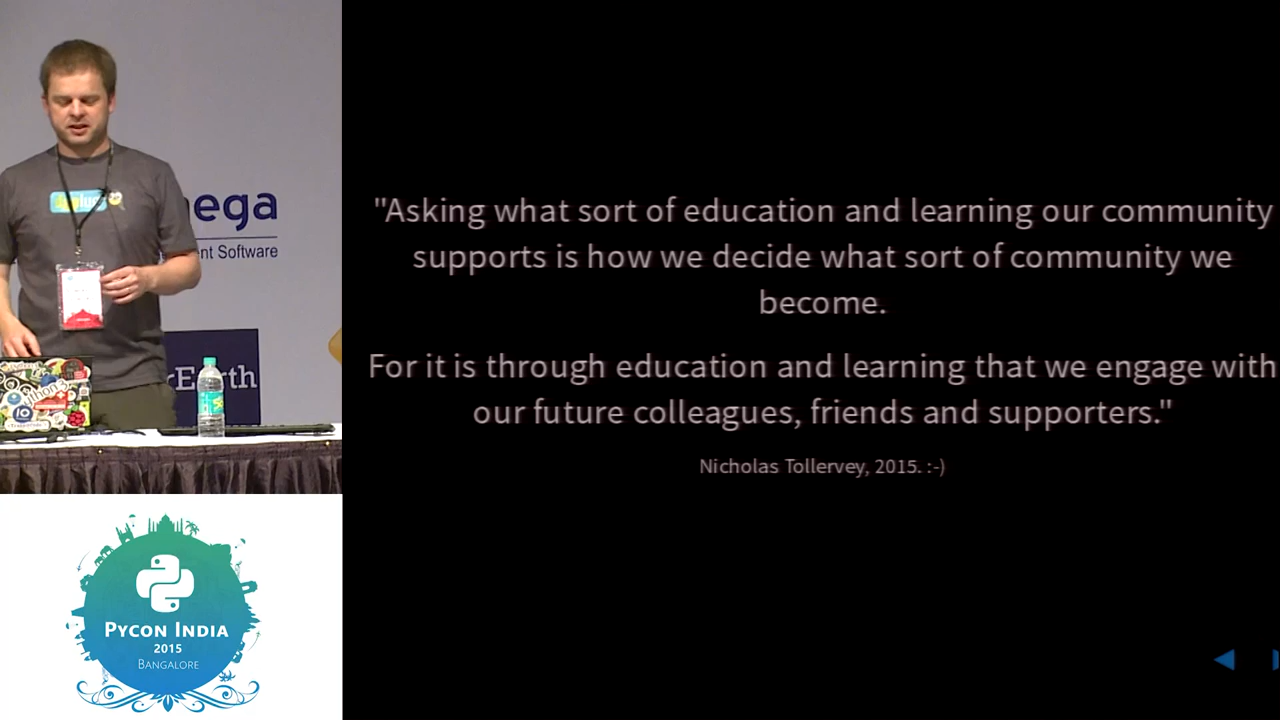 ega
nt Software
rEarth
"Asking what sort of education and learning our community
supports is how we decide what sort of community we
become.
For it is through education and learning that we engage with
our future colleagues, friends and supporters."
Nicholas Tollervey, 2015. :-)
PYCON INDIA
2015
BANGALORE